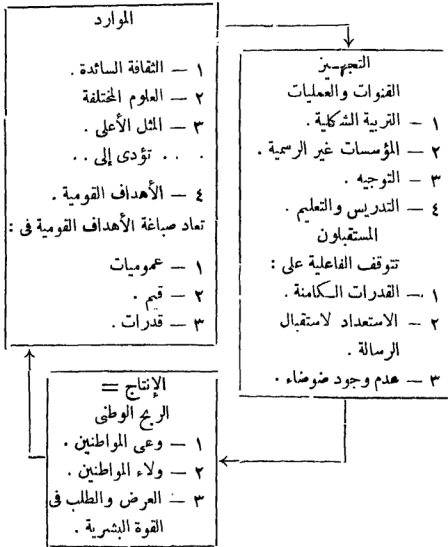 الموارد
١ — الثقافة السائدة .
٢ — العلوم المختلفة
٣ — المثل الأعلى .
. . . تؤدى إلى . .
٤ — الأهداف القومية .
تعاد صباغة الأهداف القومية فى :
١ — عموميات
٢ — قيم .
٣ — قدرات .
التجهيز
القنوات والعمليات
١ — التربية الشكلية .
٢ — المؤسسات غير الرسمية .
٣ — التوجيه .
٤ — التدريس والتعليم .
المستقبلون
تتوقف الفاعلية على :
١ — القدرات الكامنة .
٢ — الاستعداد لاستقبال
الرسالة .
٣ — عدم وجود ضوضاء .
الإنتاج =
الربح الوطنى
١ — وعى المواطنين .
٢ — ولاء المواطنين .
٣ — العرض والطلب فى
القوة البشرية .